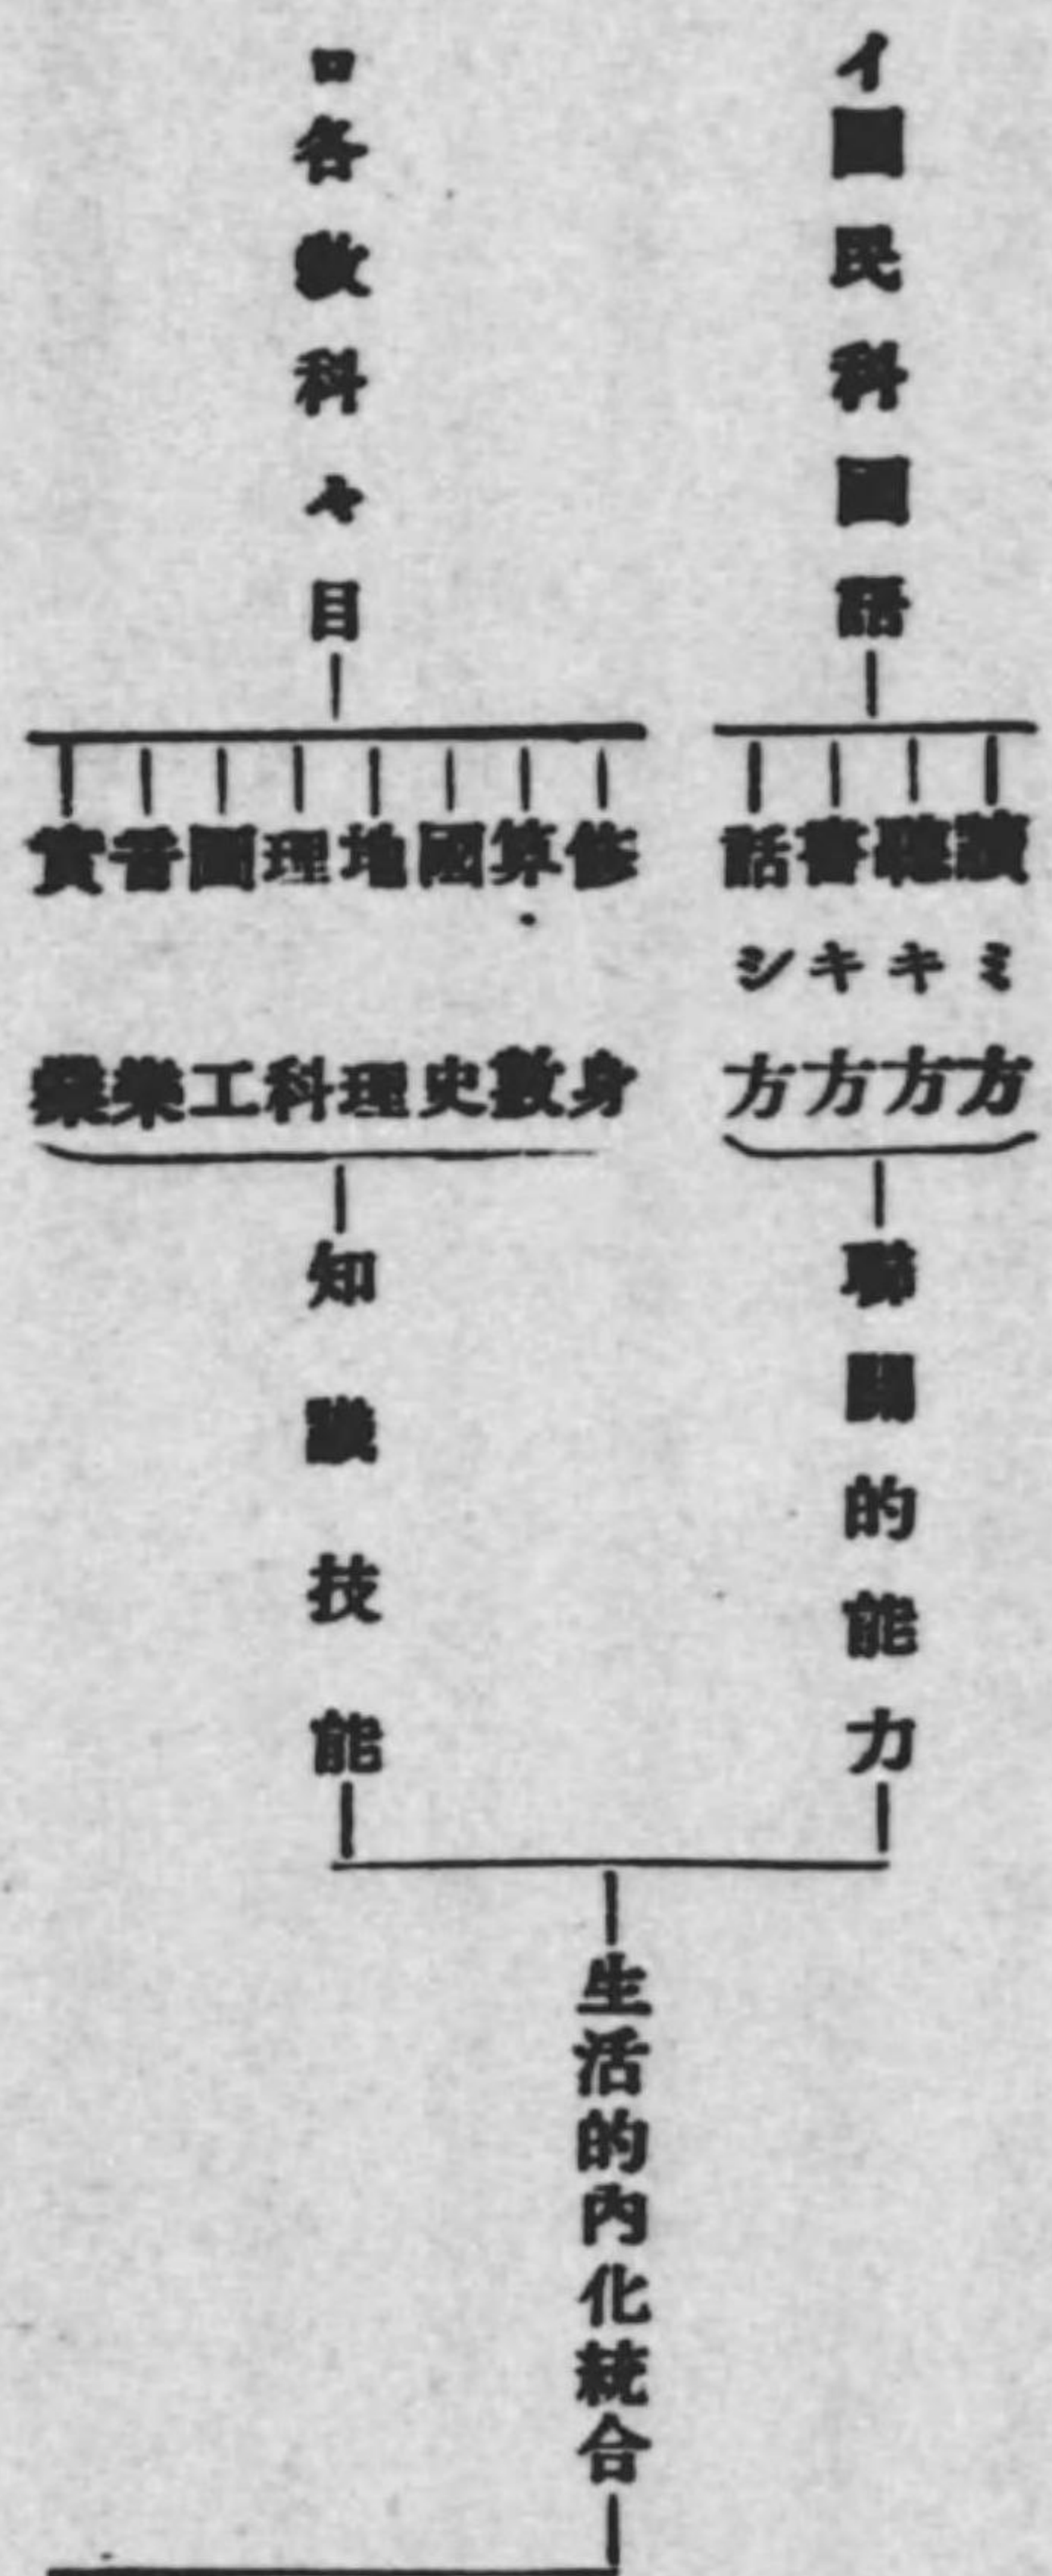 イ國民科國語
讀ミ方
聽キ方
書キ方
話シ方
聯關的能力
ロ各敎科々目
修身
算數
國史
地理
理科
圖工
音樂
實業
知識技能
生活的內化統合